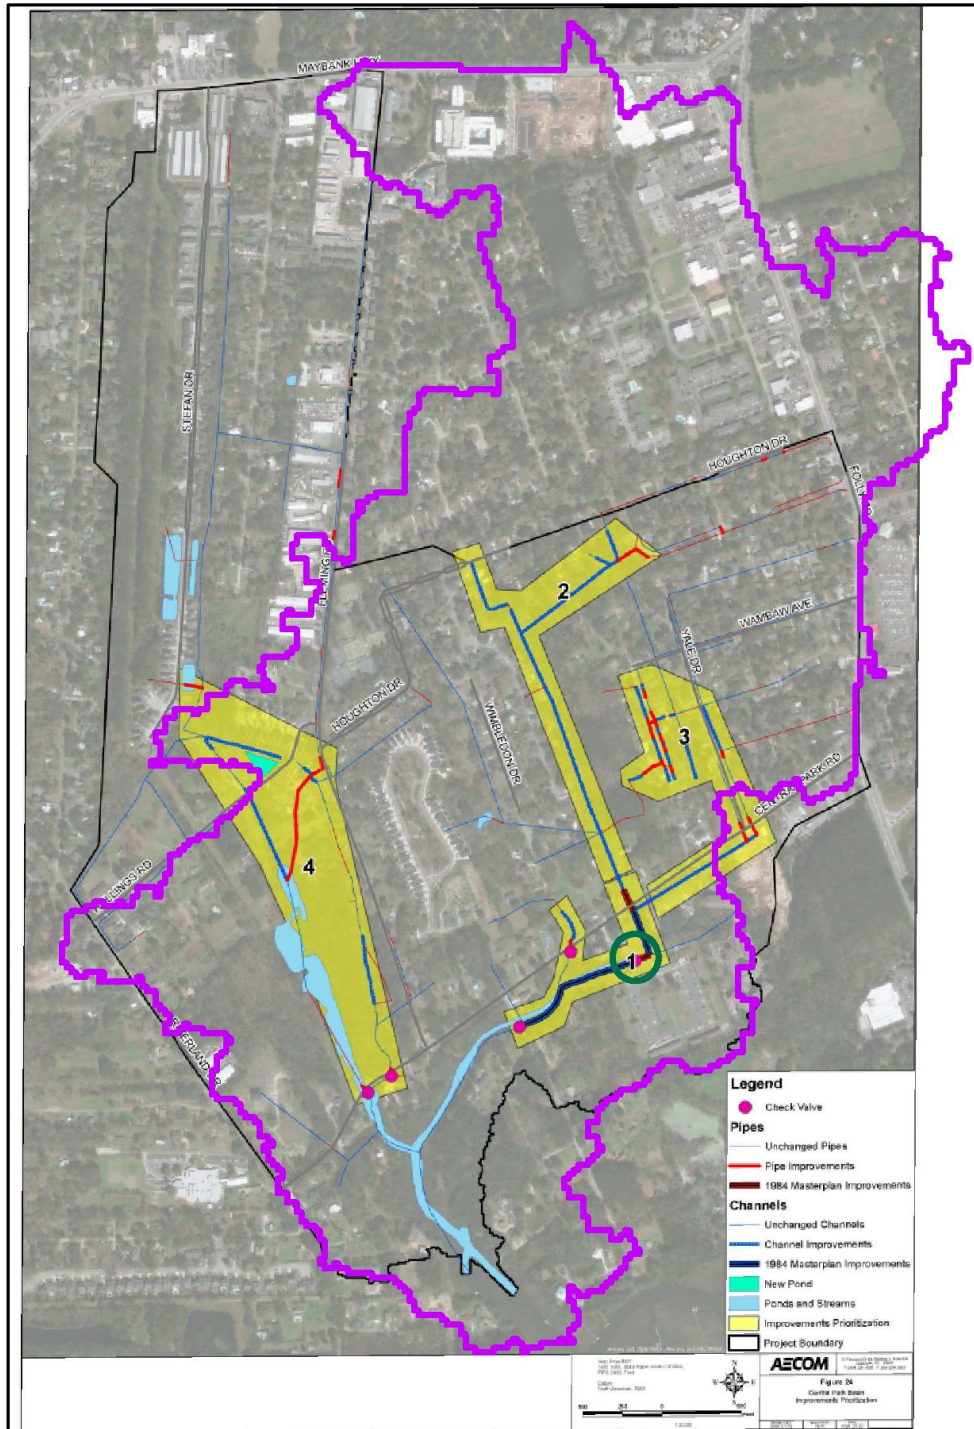 MAYBANK HWY
STEFAN DR
HOUGHTON DR
FOLLY
WAMBAW AVE
YALE DR
2
HOUGHTON DR
WIMBLEDON DR
3
CENTRAL PARK RD
4
1
Legend
Check Valve
Pipes
Unchanged Pipes
Pipe Improvements
1984 Masterplan Improvements
Channels
Unchanged Channels
Channel Improvements
1984 Masterplan Improvements
New Pond
Ponds and Streams
Improvements Prioritization
Project Boundary
AECOM
Figure 24
Central Park Basin
Improvements Prioritization
N
W
E
S